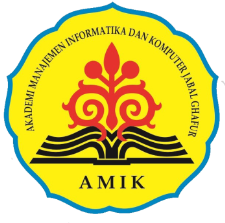 AKADEMI MANAJEMEN INFORMATIKA DAN KOMPUTER JABAL GHAFUR
AMIK